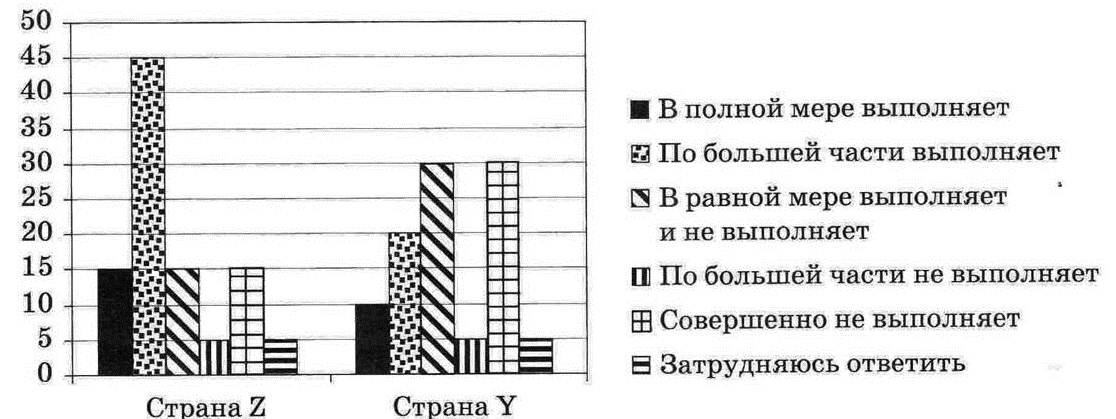 50
45
40
35
30
25
20
15
10
5
0
Страна Z
Страна Y
В полной мере выполняет
По большей части выполняет
В равной мере выполняет
и не выполняет
По большей части не выполняет
Совершенно не выполняет
Затрудняюсь ответить